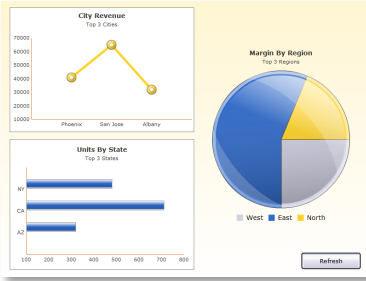 City Revenue
Top 3 Cities
70000
60000
50000
40000
30000
20000
10000
Phoenix San Jose Albany
Units By State
Top 3 States
NY
CA
AZ
100 200 300 400 500 600 700 800
Margin By Region
Top 3 Regions
West East North
Refresh